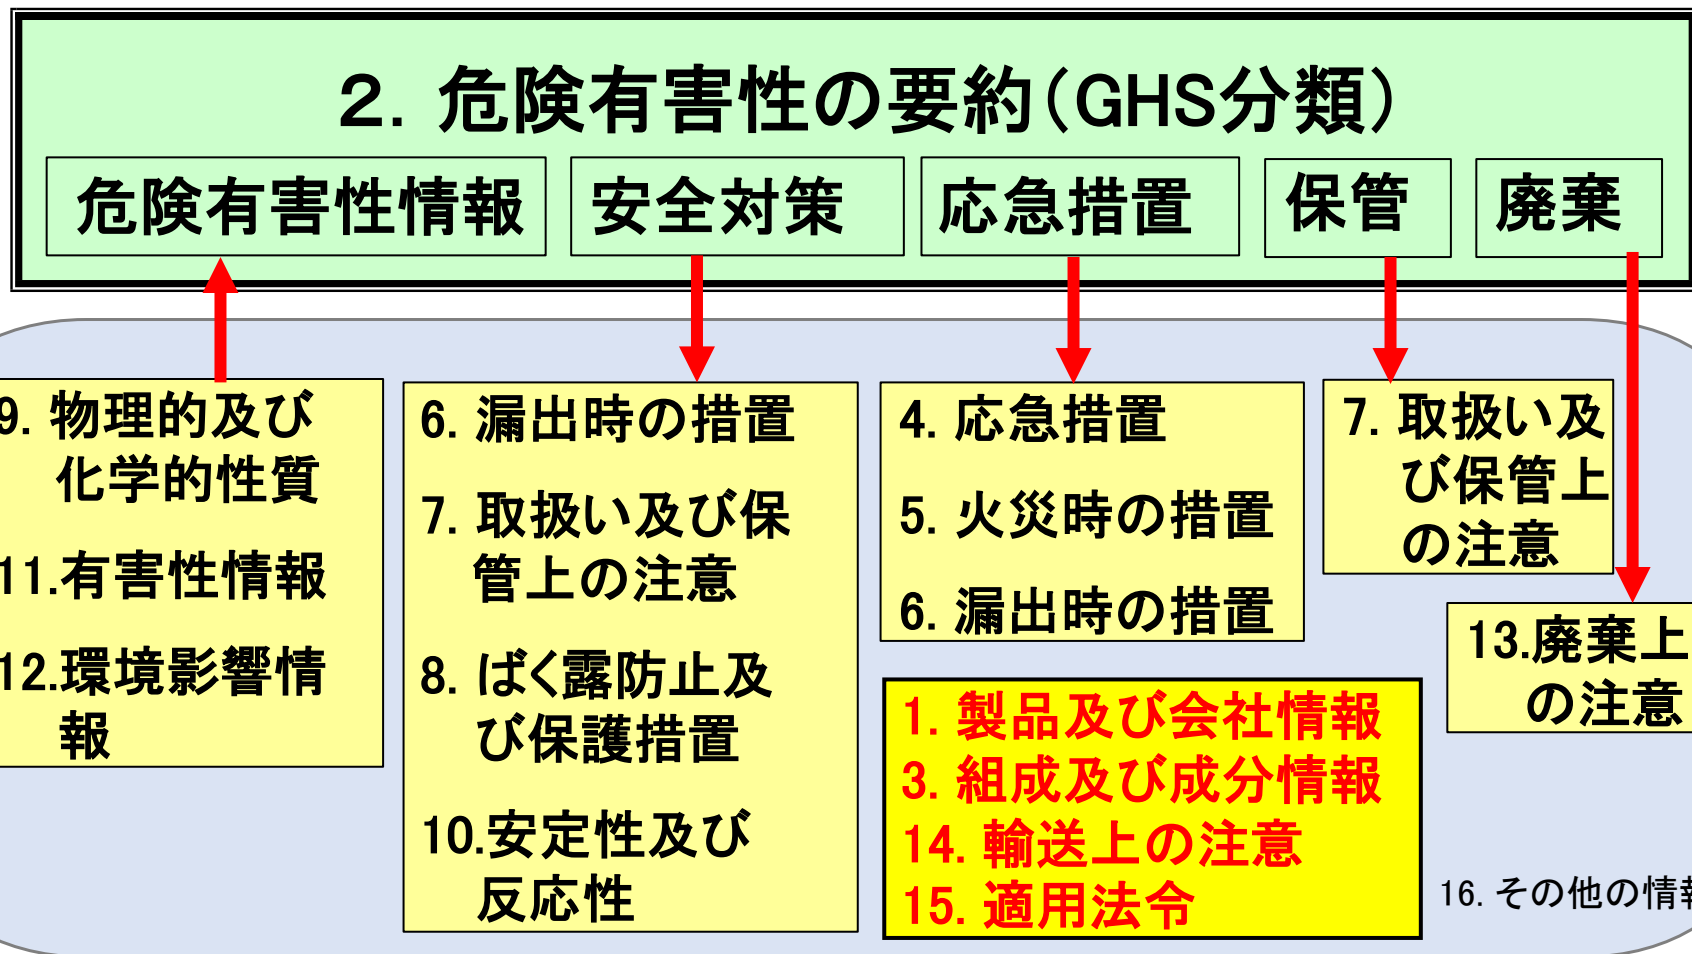 ２．危険有害性の要約（GHS分類）
危険有害性情報
安全対策
応急措置
保管
廃棄
9. 物理的及び
化学的性質
11.有害性情報
12.環境影響情
報
6. 漏出時の措置
7. 取扱い及び保
管上の注意
8. ばく露防止及
び保護措置
10.安定性及び
反応性
4. 応急措置
5. 火災時の措置
6. 漏出時の措置
7. 取扱い及
び保管上
の注意
13.廃棄上
の注意
1. 製品及び会社情報
3. 組成及び成分情報
14. 輸送上の注意
15. 適用法令
16. その他の情報